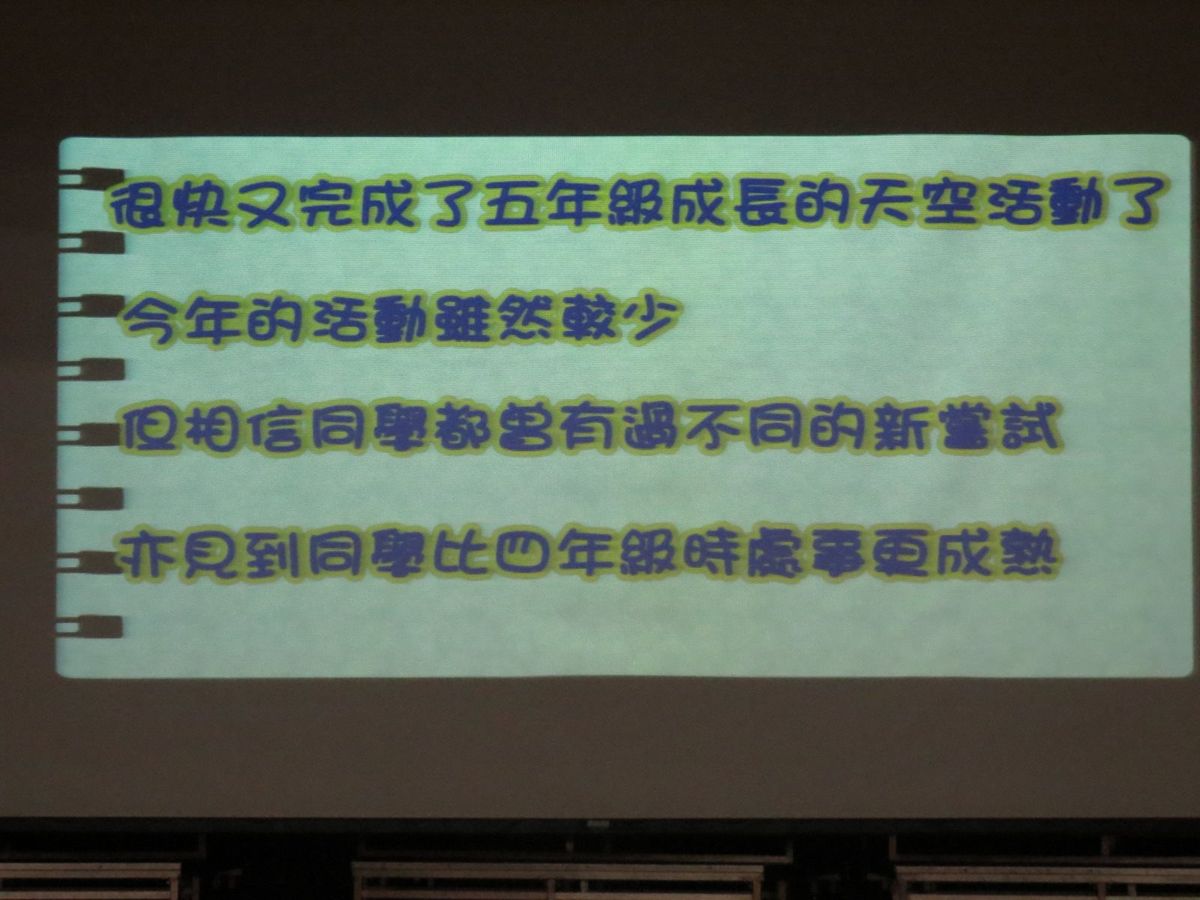 很快又完成了五年級成長的天空活動了
今年的活動雖然較少
但相信同學都曾有過不同的新嘗試
亦見到同學比四年級時處事更成熟